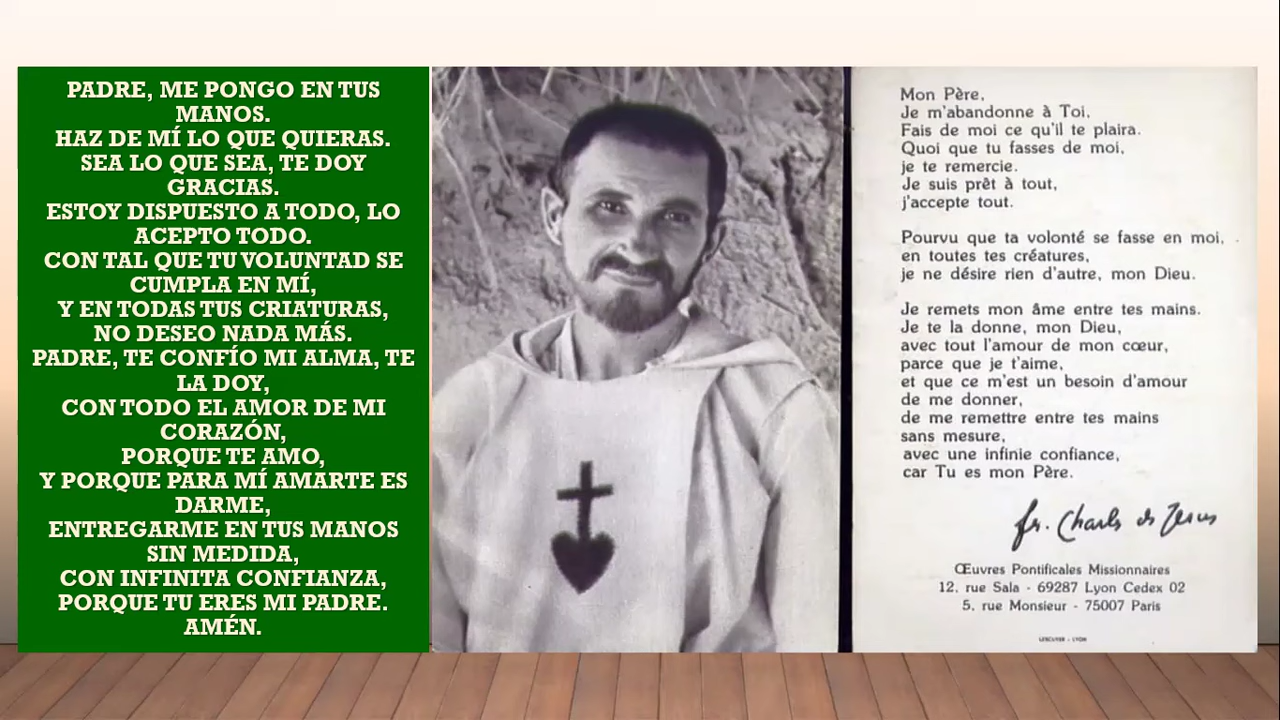 PADRE, ME PONGO EN TUS
MANOS.
HAZ DE MÍ LO QUE QUIERAS.
SEA LO QUE SEA, TE DOY
GRACIAS.
ESTOY DISPUESTO A TODO, LO
ACEPTO TODO.
CON TAL QUE TU VOLUNTAD SE
CUMPLA EN MÍ,
Y EN TODAS TUS CRIATURAS,
NO DESEO NADA MÁS.
PADRE, TE CONFÍO MI ALMA, TE
LA DOY,
CON TODO EL AMOR DE MI
CORAZÓN,
PORQUE TE AMO,
Y PORQUE PARA MÍ AMARTE ES
DARME,
ENTREGARME EN TUS MANOS
SIN MEDIDA,
CON INFINITA CONFIANZA,
PORQUE TU ERES MI PADRE.
AMÉN.
Mon Père,
Je m'abandonne à Toi,
Fais de moi ce qu'il te plaira.
Quoi que tu fasses de moi,
je te remercie.
Je suis prêt à tout,
j'accepte tout.
Pourvu que ta volonté se fasse en moi,
en toutes tes créatures,
je ne désire rien d'autre, mon Dieu.
Je remets mon âme entre tes mains.
Je te la donne, mon Dieu,
avec tout l'amour de mon cœur,
parce que je t'aime,
et que ce m'est un besoin d'amour
de me donner,
de me remettre entre tes mains
sans mesure,
avec une infinie confiance,
car Tu es mon Père.
fr. Charles de Jesus
Œuvres Pontificales Missionnaires
12, rue Sala - 69287 Lyon Cedex 02
5, rue Monsieur - 75007 Paris
LESCUYER - LYON